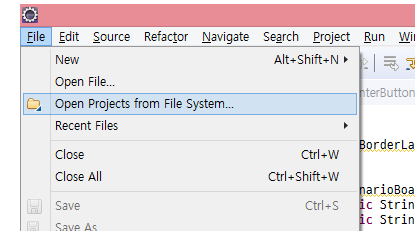 File Edit Source Refactor Navigate Search Project Run
New Alt+Shift+N
Open File...
Open Projects from File System...
Recent Files
Close Ctrl+W
Close All Ctrl+Shift+W
Save Ctrl+S
Save As
nterButton
BorderLa
narioBoa
ic Strin
ic Strin